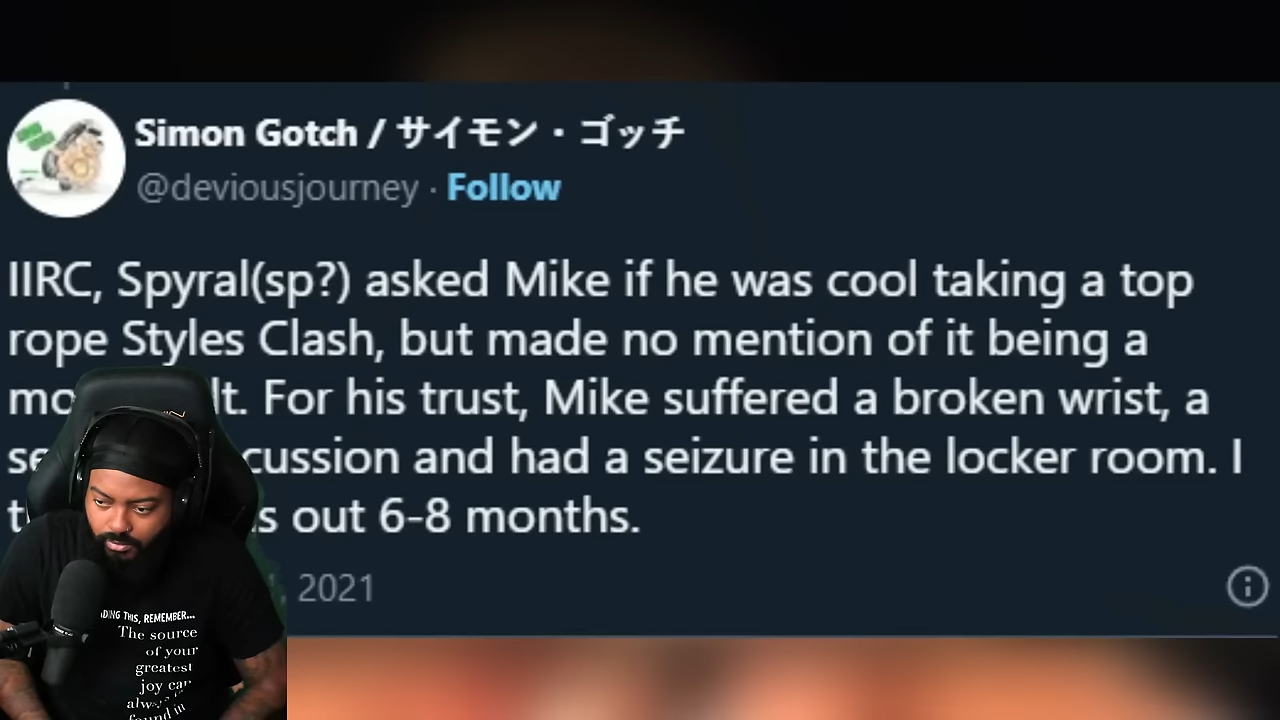 Simon Gotch / サイモン・ゴッチ
@deviousjourney · Follow
IIRC, Spyral(sp?) asked Mike if he was cool taking a top
rope Styles Clash, but made no mention of it being a
For his trust, Mike suffered a broken wrist, a
and had a seizure in the locker room. I
out 6-8 months.
2021
THIS, REMEMBER...
The source
of your
greatest
joy